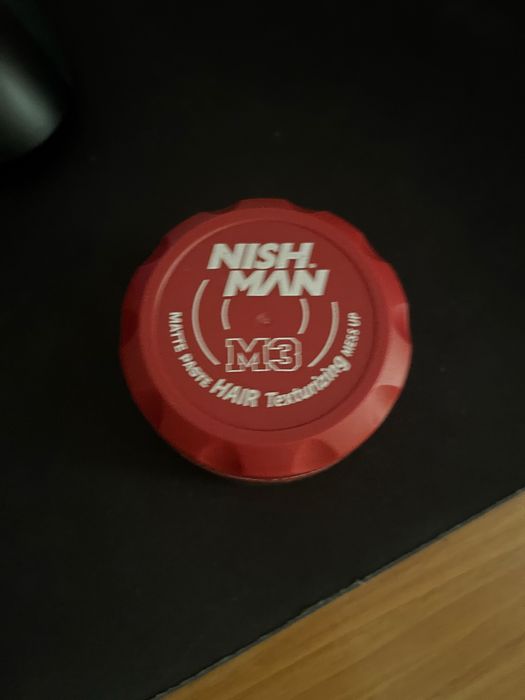 NISH.
MAN
M3
MATTE PASTE HAIR Texturizing MESS UP